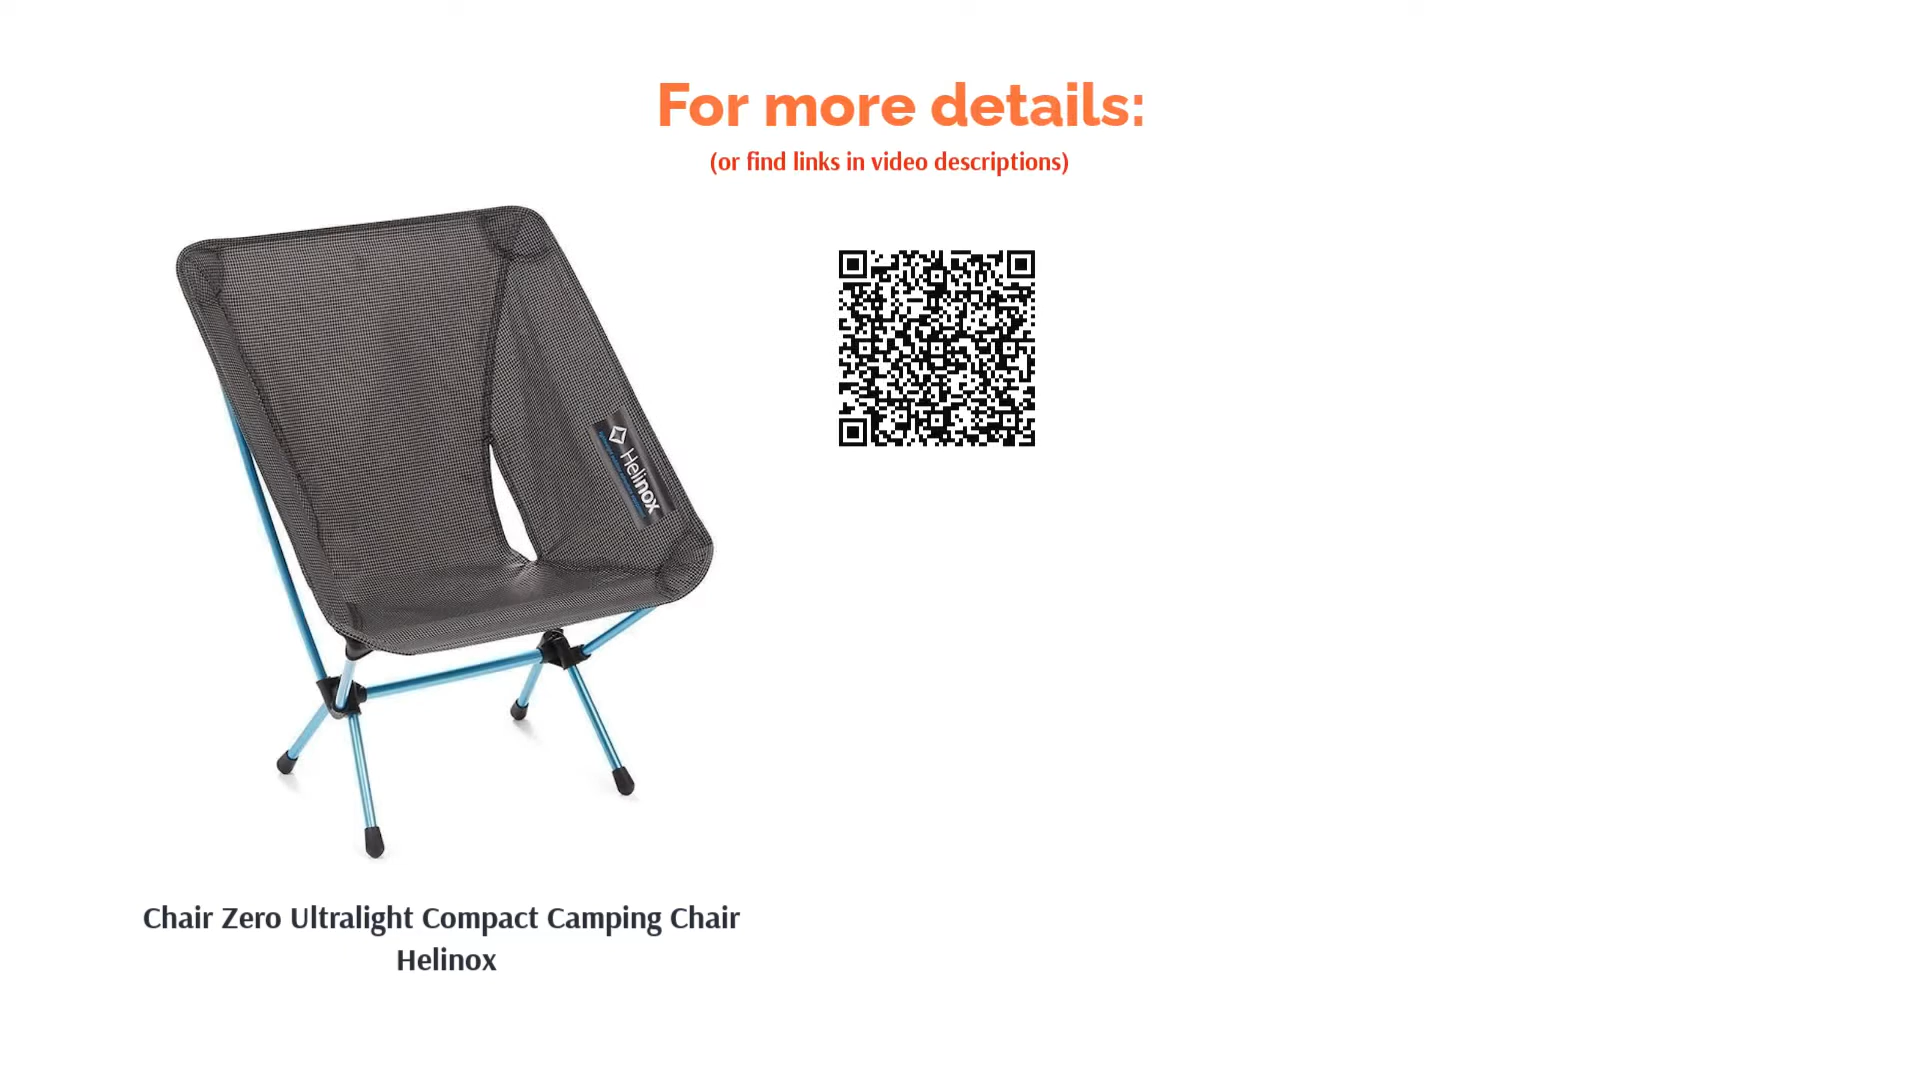 For more details:
(or find links in video descriptions)
Helinox
Chair Zero Ultralight Compact Camping Chair
Helinox